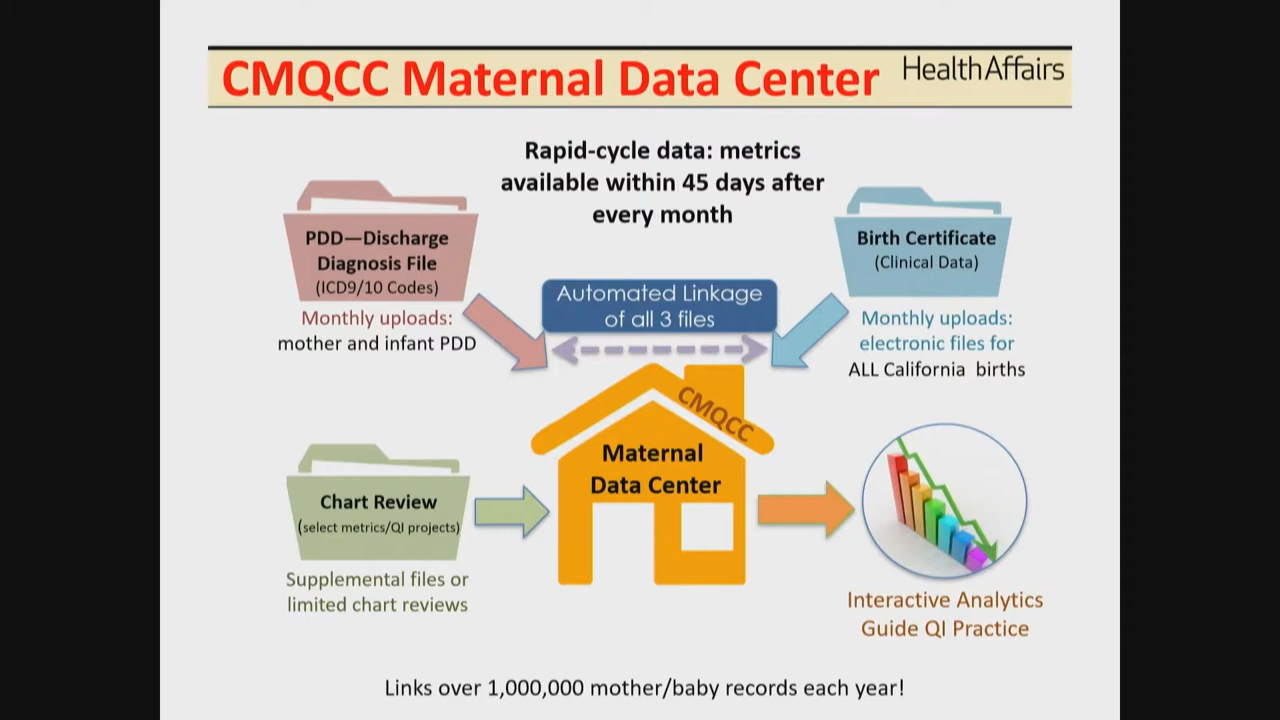 CMQCC Maternal Data Center
HealthAffairs
Rapid-cycle data: metrics
available within 45 days after
every month
PDD—Discharge
Diagnosis File
(ICD9/10 Codes)
Monthly uploads:
mother and infant PDD
Birth Certificate
(Clinical Data)
Monthly uploads:
electronic files for
ALL California births
Automated Linkage
of all 3 files
CMQCC
Maternal
Data Center
Chart Review
(select metrics/QI projects)
Supplemental files or
limited chart reviews
Interactive Analytics
Guide QI Practice
Links over 1,000,000 mother/baby records each year!